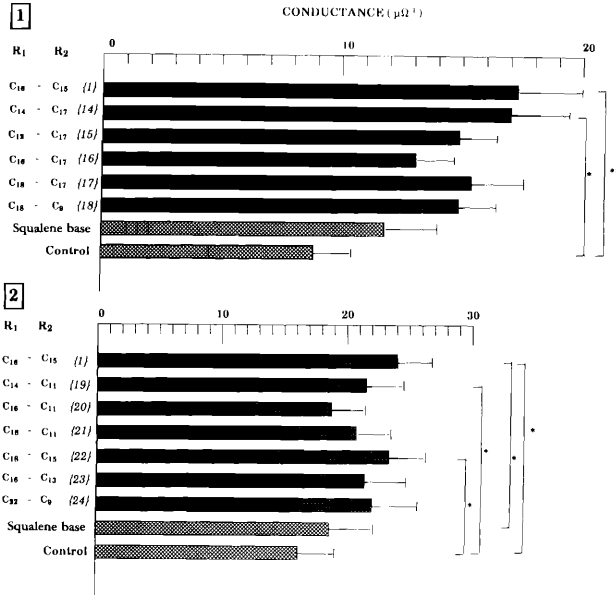 1
CONDUCTANCE (µΩ⁻¹)
R₁ R₂
0 10 20
C₁₆ - C₁₅ {1}
C₁₄ - C₁₇ {14}
C₁₂ - C₁₇ {15}
C₁₆ - C₁₇ {16}
C₁₈ - C₁₇ {17}
C₁₈ - C₉ {18}
Squalene base
Control
* *
2
R₁ R₂
0 10 20 30
C₁₆ - C₁₅ {1}
C₁₄ - C₁₁ {19}
C₁₆ - C₁₁ {20}
C₁₈ - C₁₁ {21}
C₁₈ - C₁₅ {22}
C₁₆ - C₁₃ {23}
C₂₂ - C₉ {24}
Squalene base
Control
* * * *